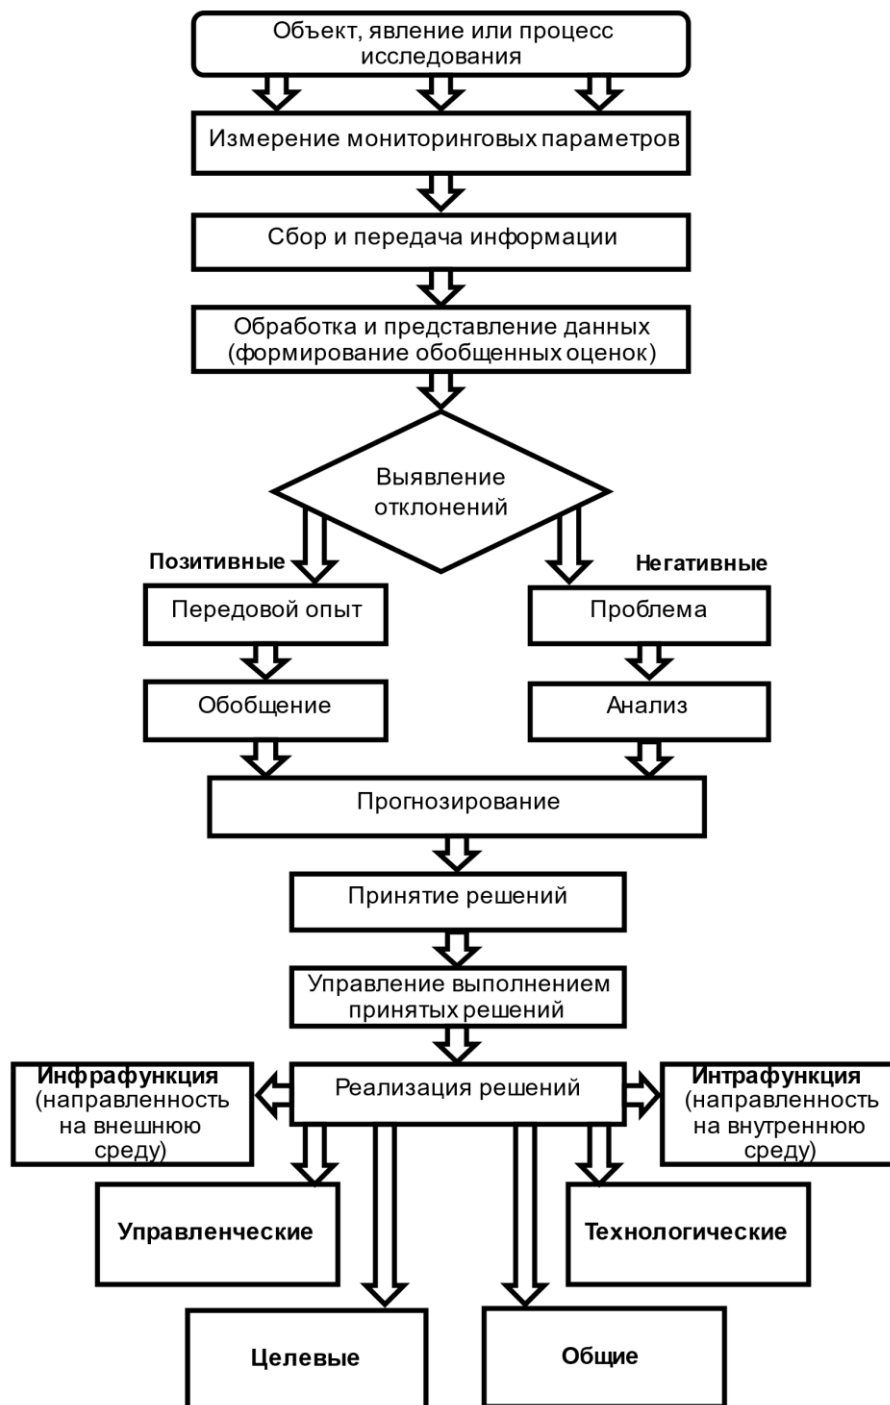 Объект, явление или процесс
исследования
Измерение мониторинговых параметров
Сбор и передача информации
Обработка и представление данных
(формирование обобщенных оценок)
Выявление
отклонений
Позитивные
Негативные
Передовой опыт
Проблема
Обобщение
Анализ
Прогнозирование
Принятие решений
Управление выполнением
принятых решений
Инфрафункция
(направленность
на внешнюю
среду)
Реализация решений
Интрафункция
(направленность
на внутреннюю
среду)
Управленческие
Технологические
Целевые
Общие